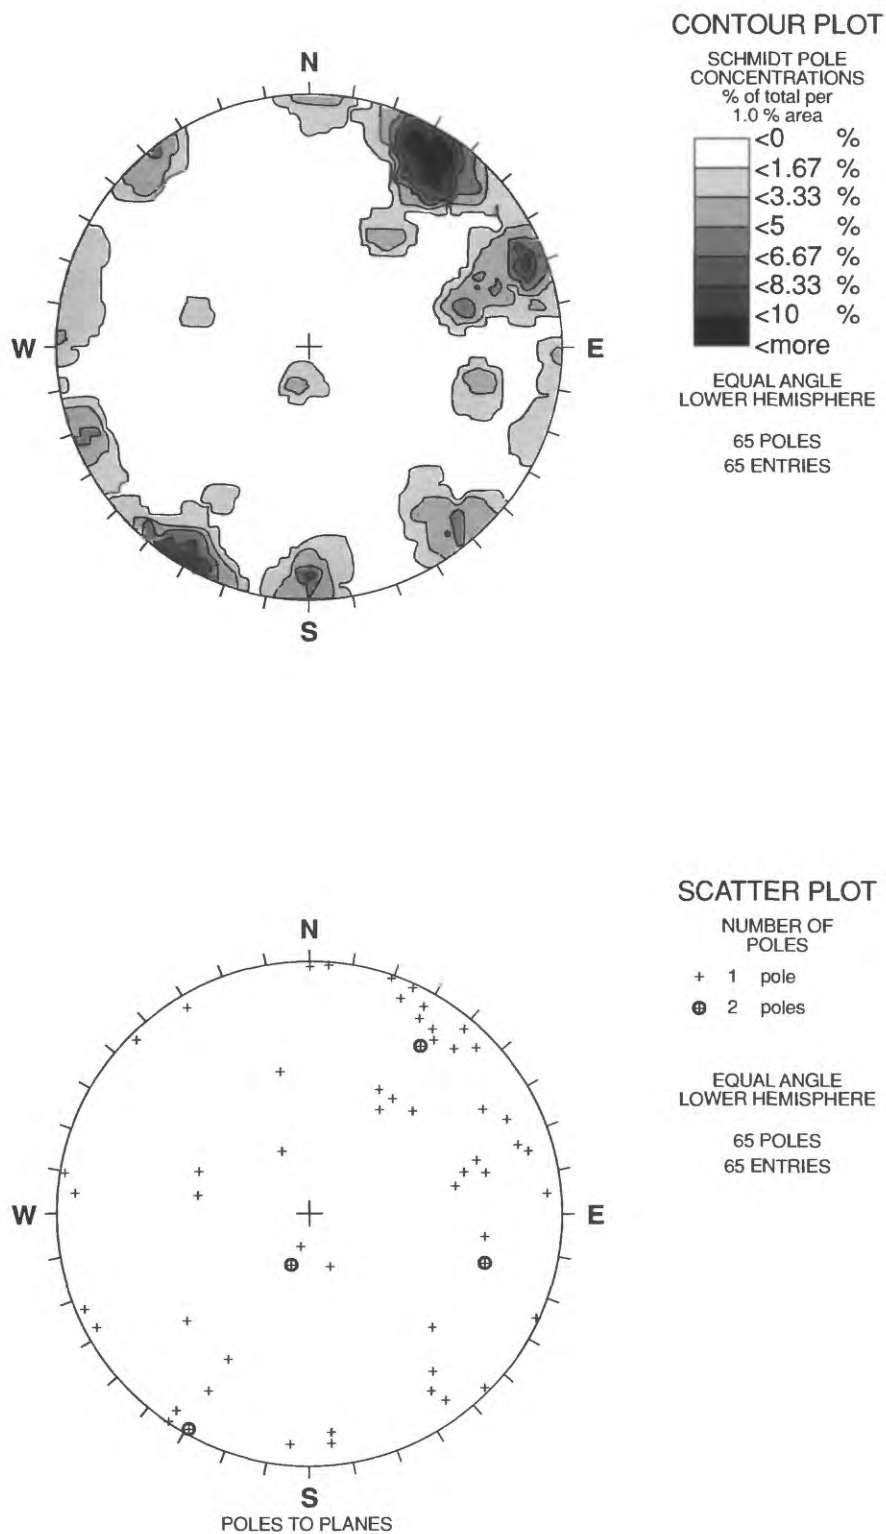 CONTOUR PLOT
SCHMIDT POLE
CONCENTRATIONS
% of total per
1.0 % area
<0 %
<1.67 %
<3.33 %
<5 %
<6.67 %
<8.33 %
<10 %
<more
EQUAL ANGLE
LOWER HEMISPHERE
65 POLES
65 ENTRIES
N
W
E
S
SCATTER PLOT
NUMBER OF
POLES
+ 1 pole
⊕ 2 poles
EQUAL ANGLE
LOWER HEMISPHERE
65 POLES
65 ENTRIES
N
W
E
S
POLES TO PLANES